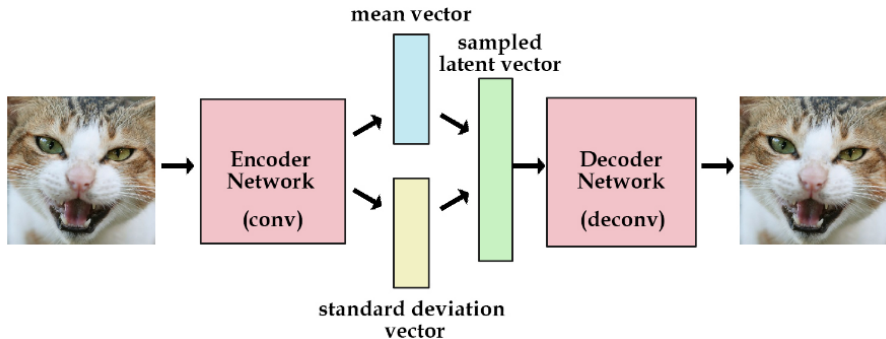 mean vector
sampled
latent vector
Encoder
Network
(conv)
Decoder
Network
(deconv)
standard deviation
vector